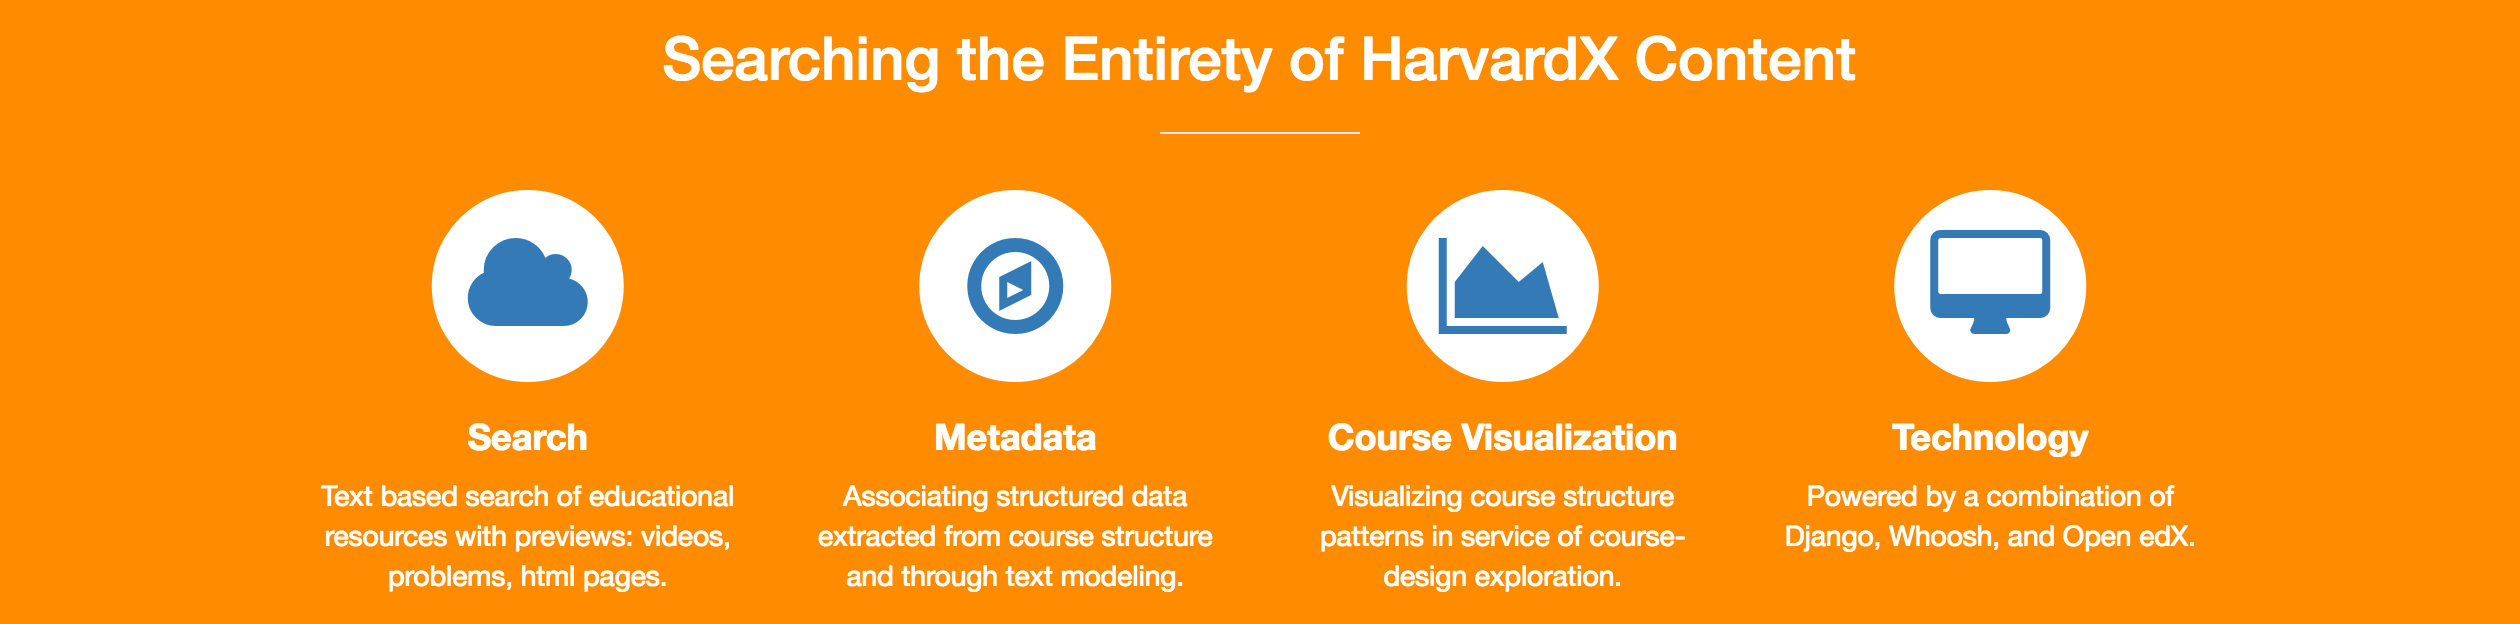 Searching the Entirety of HarvardX Content
Search
Text based search of educational
resources with previews: videos,
problems, html pages.
Metadata
Associating structured data
extracted from course structure
and through text modeling.
Course Visualization
Visualizing course structure
patterns in service of course-
design exploration.
Technology
Powered by a combination of
Django, Whoosh, and Open edX.